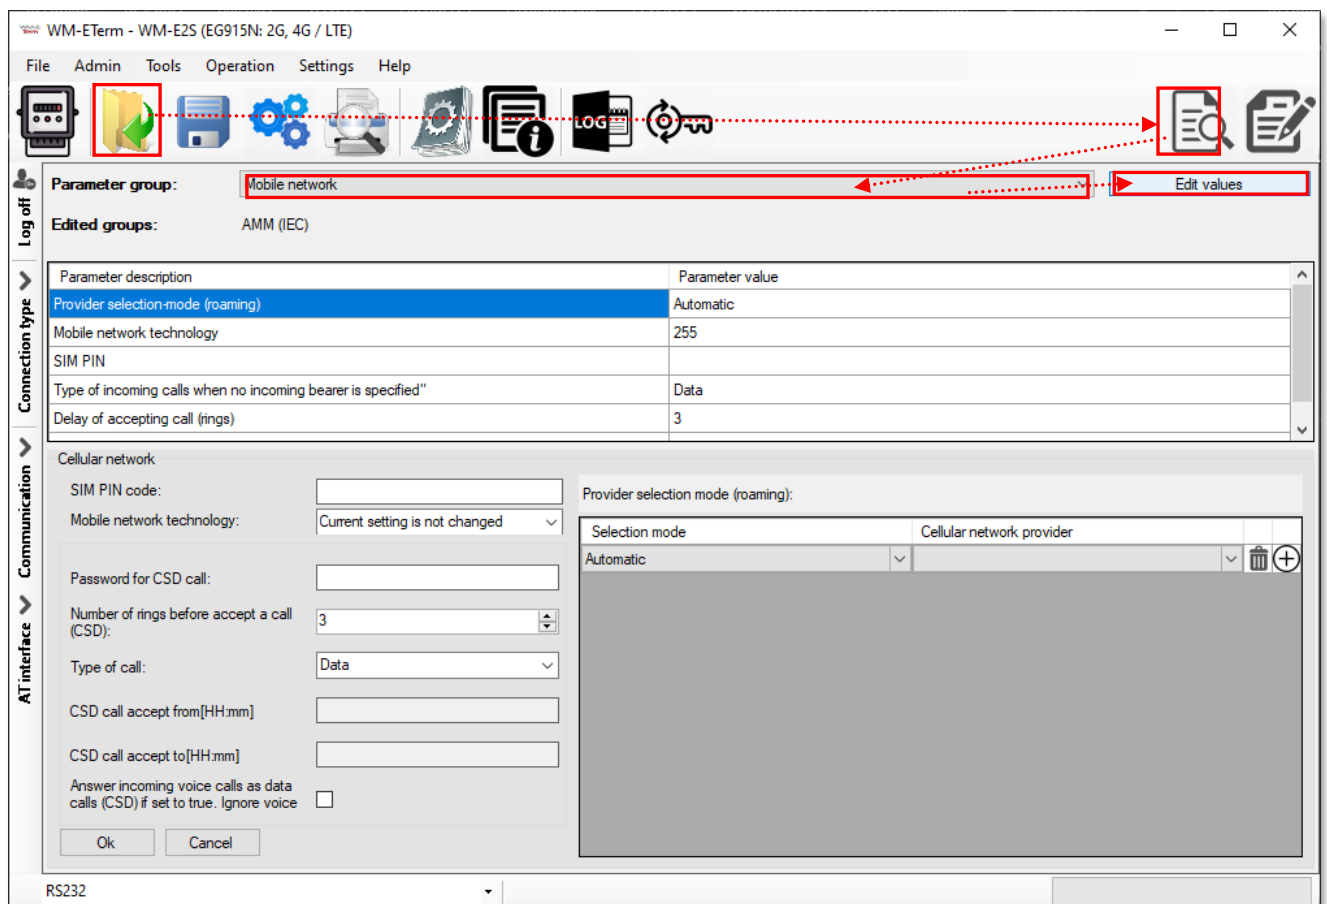 WM-ETerm - WM-E2S (EG915N: 2G, 4G / LTE)
File Admin Tools Operation Settings Help
LOG
Parameter group: Mobile network Edit values
Edited groups: AMM (IEC)
Log off
Connection type
Communication
AT interface
Parameter description Parameter value
Provider selection-mode (roaming) Automatic
Mobile network technology 255
SIM PIN
Type of incoming calls when no incoming bearer is specified" Data
Delay of accepting call (rings) 3
Cellular network
SIM PIN code:
Mobile network technology: Current setting is not changed
Password for CSD call:
Number of rings before accept a call
(CSD): 3
Type of call: Data
CSD call accept from[HH:mm]
CSD call accept to[HH:mm]
Answer incoming voice calls as data
calls (CSD) if set to true. Ignore voice
Ok Cancel
Provider selection mode (roaming):
Selection mode Cellular network provider
Automatic
RS232